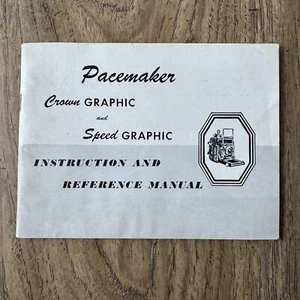 Pacemaker
Crown GRAPHIC
and
Speed GRAPHIC
INSTRUCTION AND
REFERENCE MANUAL